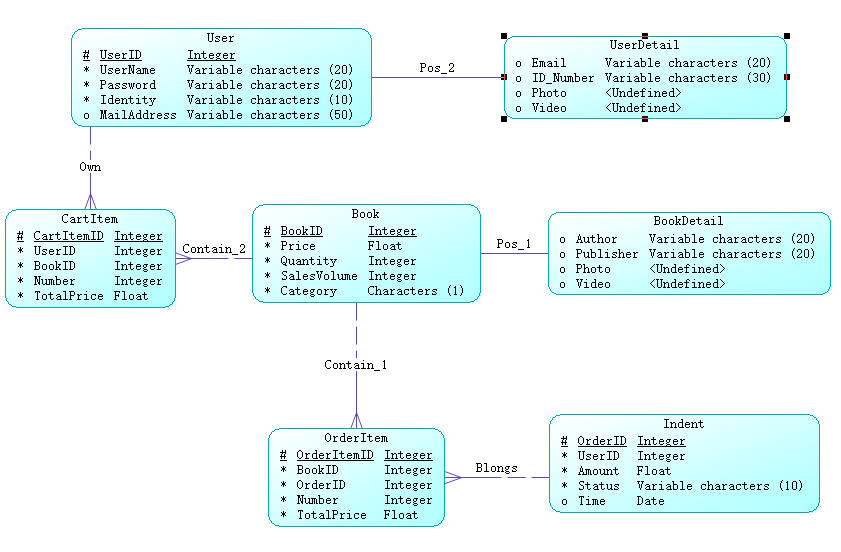 User
# UserID Integer
* UserName Variable characters (20)
* Password Variable characters (20)
* Identity Variable characters (10)
o MailAddress Variable characters (50)
Pos_2
UserDetail
o Email Variable characters (20)
o ID_Number Variable characters (30)
o Photo <Undefined>
o Video <Undefined>
Own
CartItem
# CartItemID Integer
* UserID Integer
* BookID Integer
* Number Integer
* TotalPrice Float
Contain_2
Book
# BookID Integer
* Price Float
* Quantity Integer
* SalesVolume Integer
* Category Characters (1)
Pos_1
BookDetail
o Author Variable characters (20)
o Publisher Variable characters (20)
o Photo <Undefined>
o Video <Undefined>
Contain_1
OrderItem
# OrderItemID Integer
* BookID Integer
* OrderID Integer
* Number Integer
* TotalPrice Float
Blongs
Indent
# OrderID Integer
* UserID Integer
* Amount Float
* Status Variable characters (10)
o Time Date